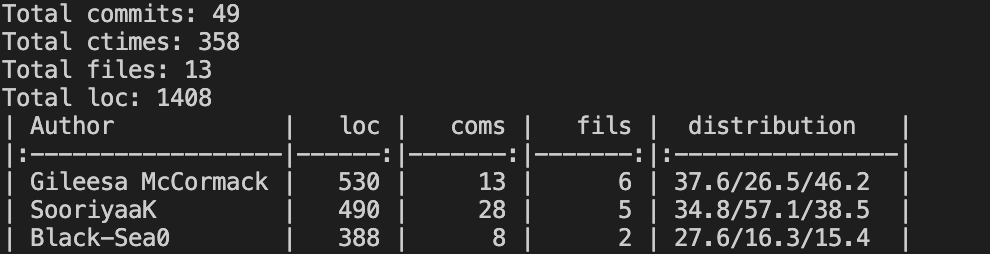 Total commits: 49
Total ctimes: 358
Total files: 13
Total loc: 1408
| Author            |   loc |   coms |   fils |  distribution   |
|:------------------|------:|-------:|-------:|:----------------|
| Gileesa McCormack |   530 |     13 |      6 | 37.6/26.5/46.2  |
| SooriyaaK         |   490 |     28 |      5 | 34.8/57.1/38.5  |
| Black-Sea0        |   388 |      8 |      2 | 27.6/16.3/15.4  |